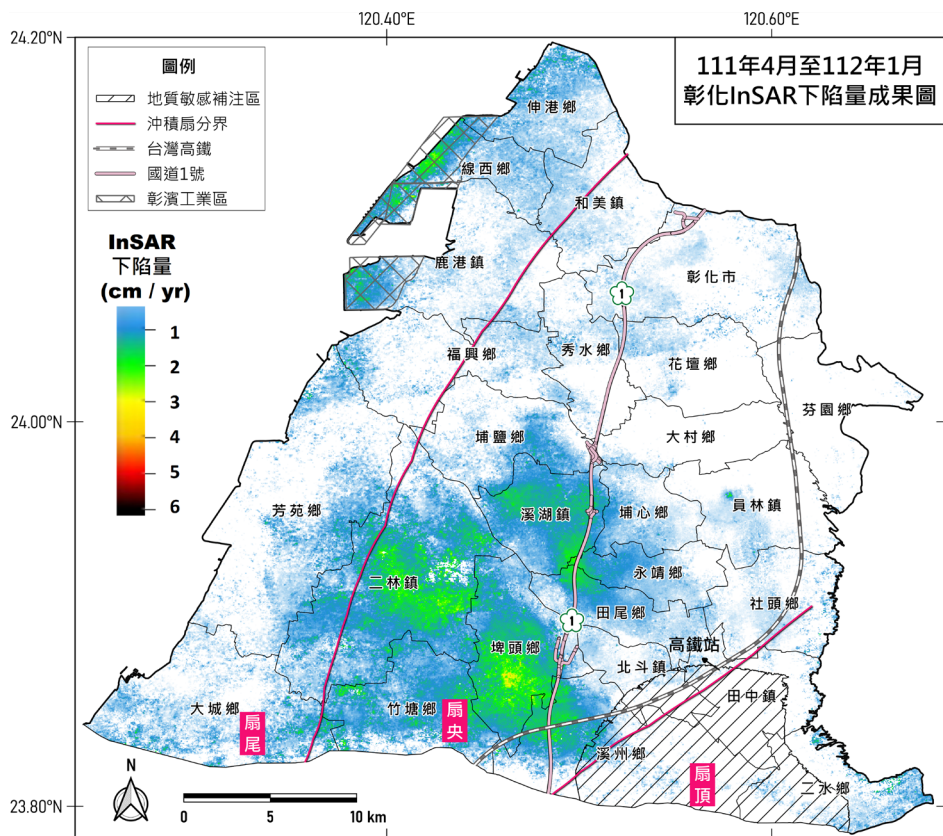 120.40°E
120.60°E
24.20°N
24.00°N
23.80°N
111年4月至112年1月
彰化InSAR下陷量成果圖
圖例
地質敏感補注區
沖積扇分界
台灣高鐵
國道1號
彰濱工業區
InSAR
下陷量
(cm / yr)
1
2
3
4
5
6
伸港鄉
線西鄉
和美鎮
鹿港鎮
彰化市
1
福興鄉
秀水鄉
花壇鄉
芬園鄉
埔鹽鄉
大村鄉
芳苑鄉
溪湖鎮
埔心鄉
員林鎮
二林鎮
永靖鄉
田尾鄉
社頭鄉
1
埤頭鄉
北斗鎮
高鐵站
田中鎮
大城鄉
竹塘鄉
扇尾
扇央
溪州鄉
扇頂
二水鄉
N
0
5
10 km